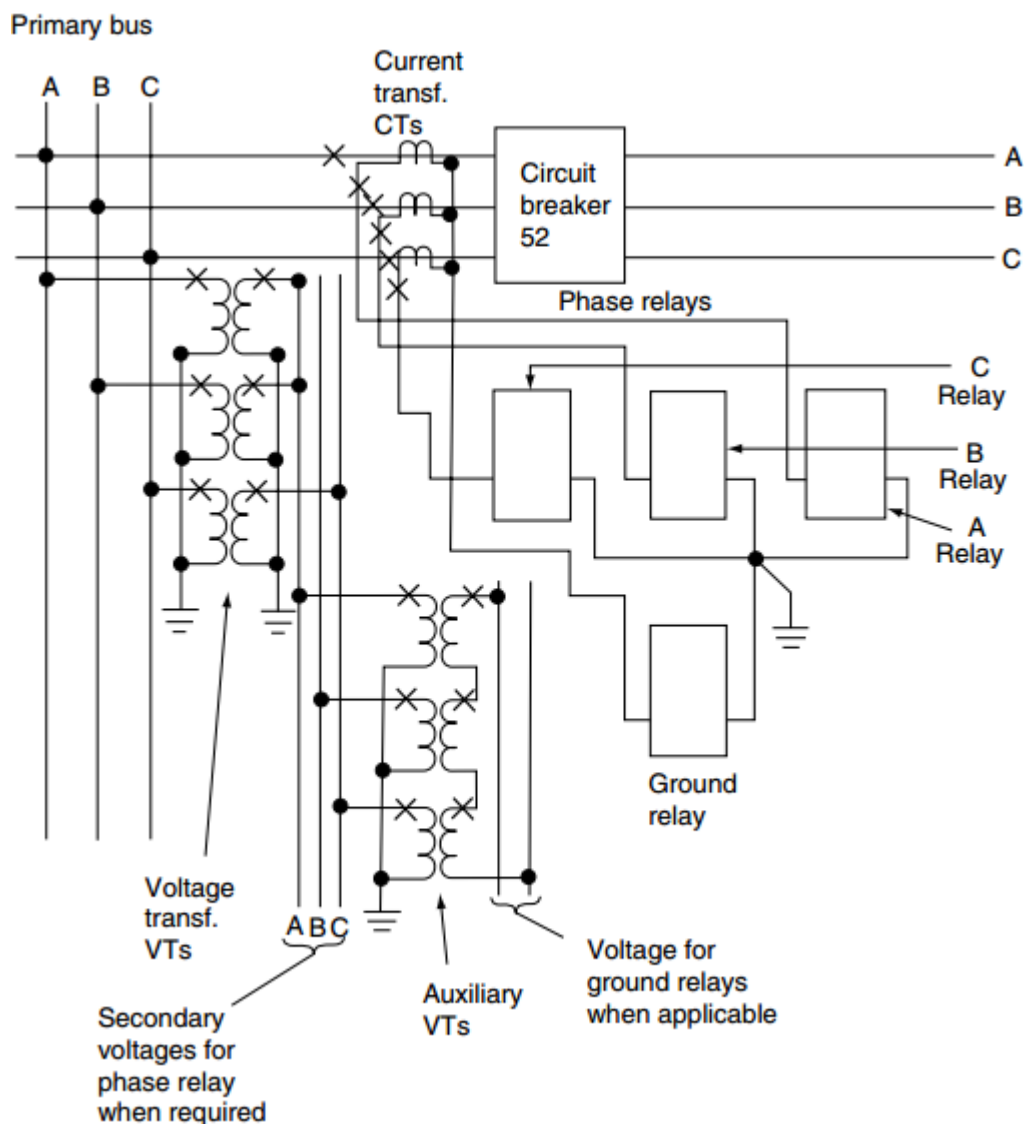 Primary bus
A B C
Current
transf.
CTs
Circuit
breaker
52
A
B
C
Phase relays
C
Relay
B
Relay
A
Relay
Ground
relay
Voltage
transf.
VTs
A B C
Auxiliary
VTs
Voltage for
ground relays
when applicable
Secondary
voltages for
phase relay
when required